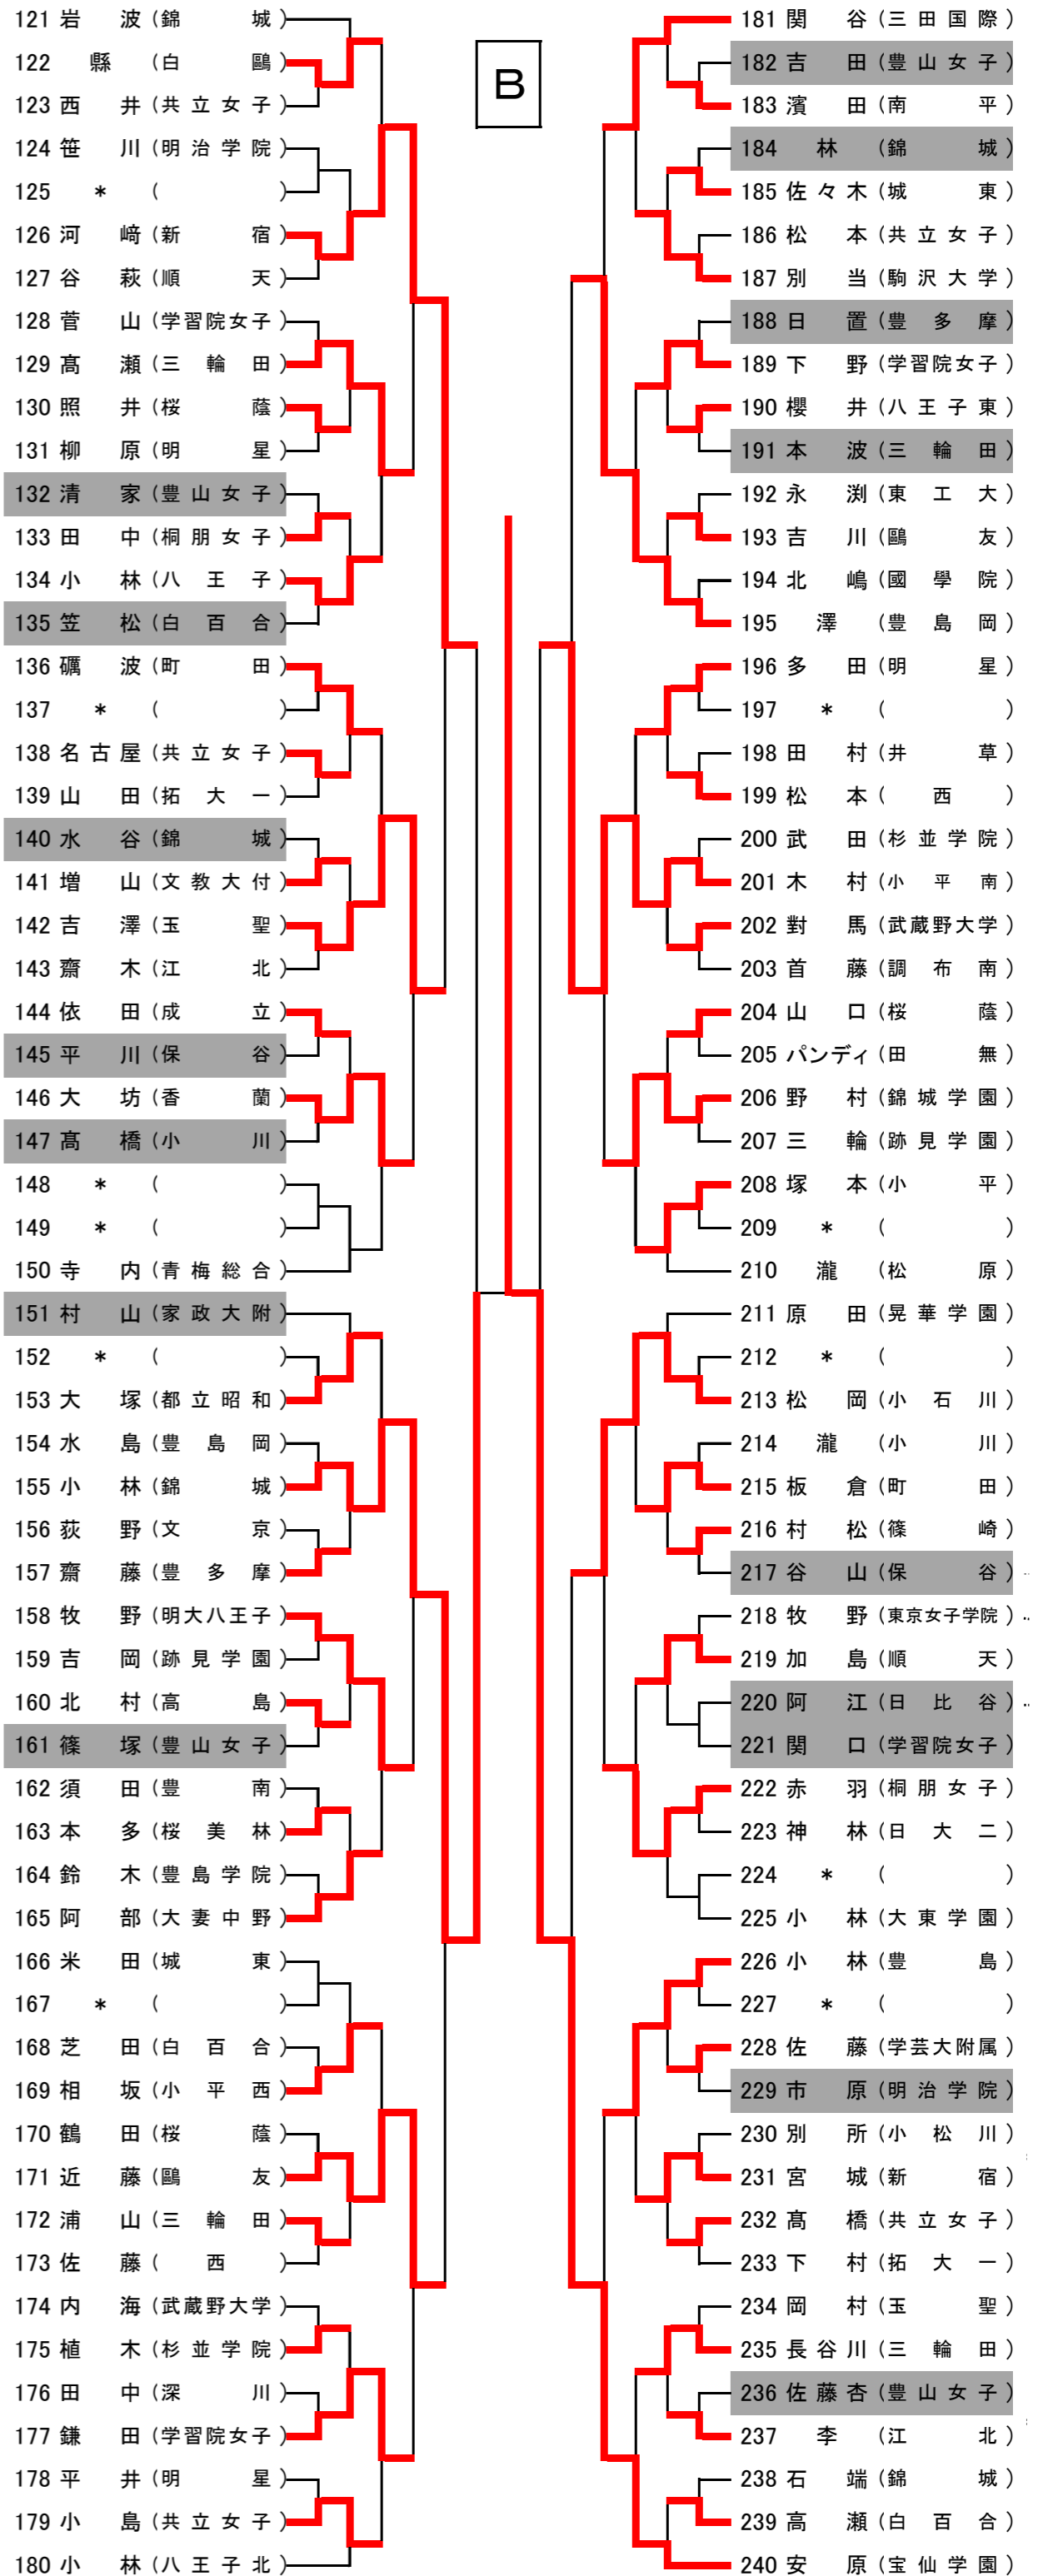 B
121 岩 波 (錦 城)
122 縣 (白 鷗)
123 西 井 (共 立 女 子)
124 笹 川 (明 治 学 院)
125 * ( )
126 河 﨑 (新 宿)
127 谷 萩 (順 天)
128 菅 山 (学習院女子)
129 髙 瀬 (三 輪 田)
130 照 井 (桜 蔭)
131 柳 原 (明 星)
132 清 家 (豊 山 女 子)
133 田 中 (桐 朋 女 子)
134 小 林 (八 王 子)
135 笠 松 (白 百 合)
136 礪 波 (町 田)
137 * ( )
138 名 古 屋 (共 立 女 子)
139 山 田 (拓 大 一)
140 水 谷 (錦 城)
141 増 山 (文 教 大 付)
142 吉 澤 (玉 聖)
143 齋 木 (江 北)
144 依 田 (成 立)
145 平 川 (保 谷)
146 大 坊 (香 蘭)
147 髙 橋 (小 川)
148 * ( )
149 * ( )
150 寺 内 (青 梅 総 合)
151 村 山 (家 政 大 附)
152 * ( )
153 大 塚 (都 立 昭 和)
154 水 島 (豊 島 岡)
155 小 林 (錦 城)
156 荻 野 (文 京)
157 齋 藤 (豊 多 摩)
158 牧 野 (明大八王子)
159 吉 岡 (跡 見 学 園)
160 北 村 (高 島)
161 篠 塚 (豊 山 女 子)
162 須 田 (豊 南)
163 本 多 (桜 美 林)
164 鈴 木 (豊 島 学 院)
165 阿 部 (大 妻 中 野)
166 米 田 (城 東)
167 * ( )
168 芝 田 (白 百 合)
169 相 坂 (小 平 西)
170 鶴 田 (桜 蔭)
171 近 藤 (鷗 友)
172 浦 山 (三 輪 田)
173 佐 藤 ( 西 )
174 内 海 (武蔵野大学)
175 植 木 (杉 並 学 院)
176 田 中 (深 川)
177 鎌 田 (学習院女子)
178 平 井 (明 星)
179 小 島 (共 立 女 子)
180 小 林 (八 王 子 北)
181 関 谷 (三 田 国 際)
182 吉 田 (豊 山 女 子)
183 濱 田 (南 平)
184 林 (錦 城)
185 佐 々 木 (城 東)
186 松 本 (共 立 女 子)
187 別 当 (駒 沢 大 学)
188 日 置 (豊 多 摩)
189 下 野 (学習院女子)
190 櫻 井 (八 王 子 東)
191 本 波 (三 輪 田)
192 永 渕 (東 工 大)
193 吉 川 (鷗 友)
194 北 嶋 (國 學 院)
195 澤 (豊 島 岡)
196 多 田 (明 星)
197 * ( )
198 田 村 (井 草)
199 松 本 ( 西 )
200 武 田 (杉 並 学 院)
201 木 村 (小 平 南)
202 對 馬 (武蔵野大学)
203 首 藤 (調 布 南)
204 山 口 (桜 蔭)
205 パンディ (田 無)
206 野 村 (錦 城 学 園)
207 三 輪 (跡 見 学 園)
208 塚 本 (小 平)
209 * ( )
210 瀧 (松 原)
211 原 田 (晃 華 学 園)
212 * ( )
213 松 岡 (小 石 川)
214 瀧 (小 川)
215 板 倉 (町 田)
216 村 松 (篠 崎)
217 谷 山 (保 谷)
218 牧 野 (東京女子学院)
219 加 島 (順 天)
220 阿 江 (日 比 谷)
221 関 口 (学習院女子)
222 赤 羽 (桐 朋 女 子)
223 神 林 (日 大 二)
224 * ( )
225 小 林 (大 東 学 園)
226 小 林 (豊 島)
227 * ( )
228 佐 藤 (学芸大附属)
229 市 原 (明 治 学 院)
230 別 所 (小 松 川)
231 宮 城 (新 宿)
232 髙 橋 (共 立 女 子)
233 下 村 (拓 大 一)
234 岡 村 (玉 聖)
235 長 谷 川 (三 輪 田)
236 佐 藤 杏 (豊 山 女 子)
237 李 (江 北)
238 石 端 (錦 城)
239 高 瀬 (白 百 合)
240 安 原 (宝 仙 学 園)